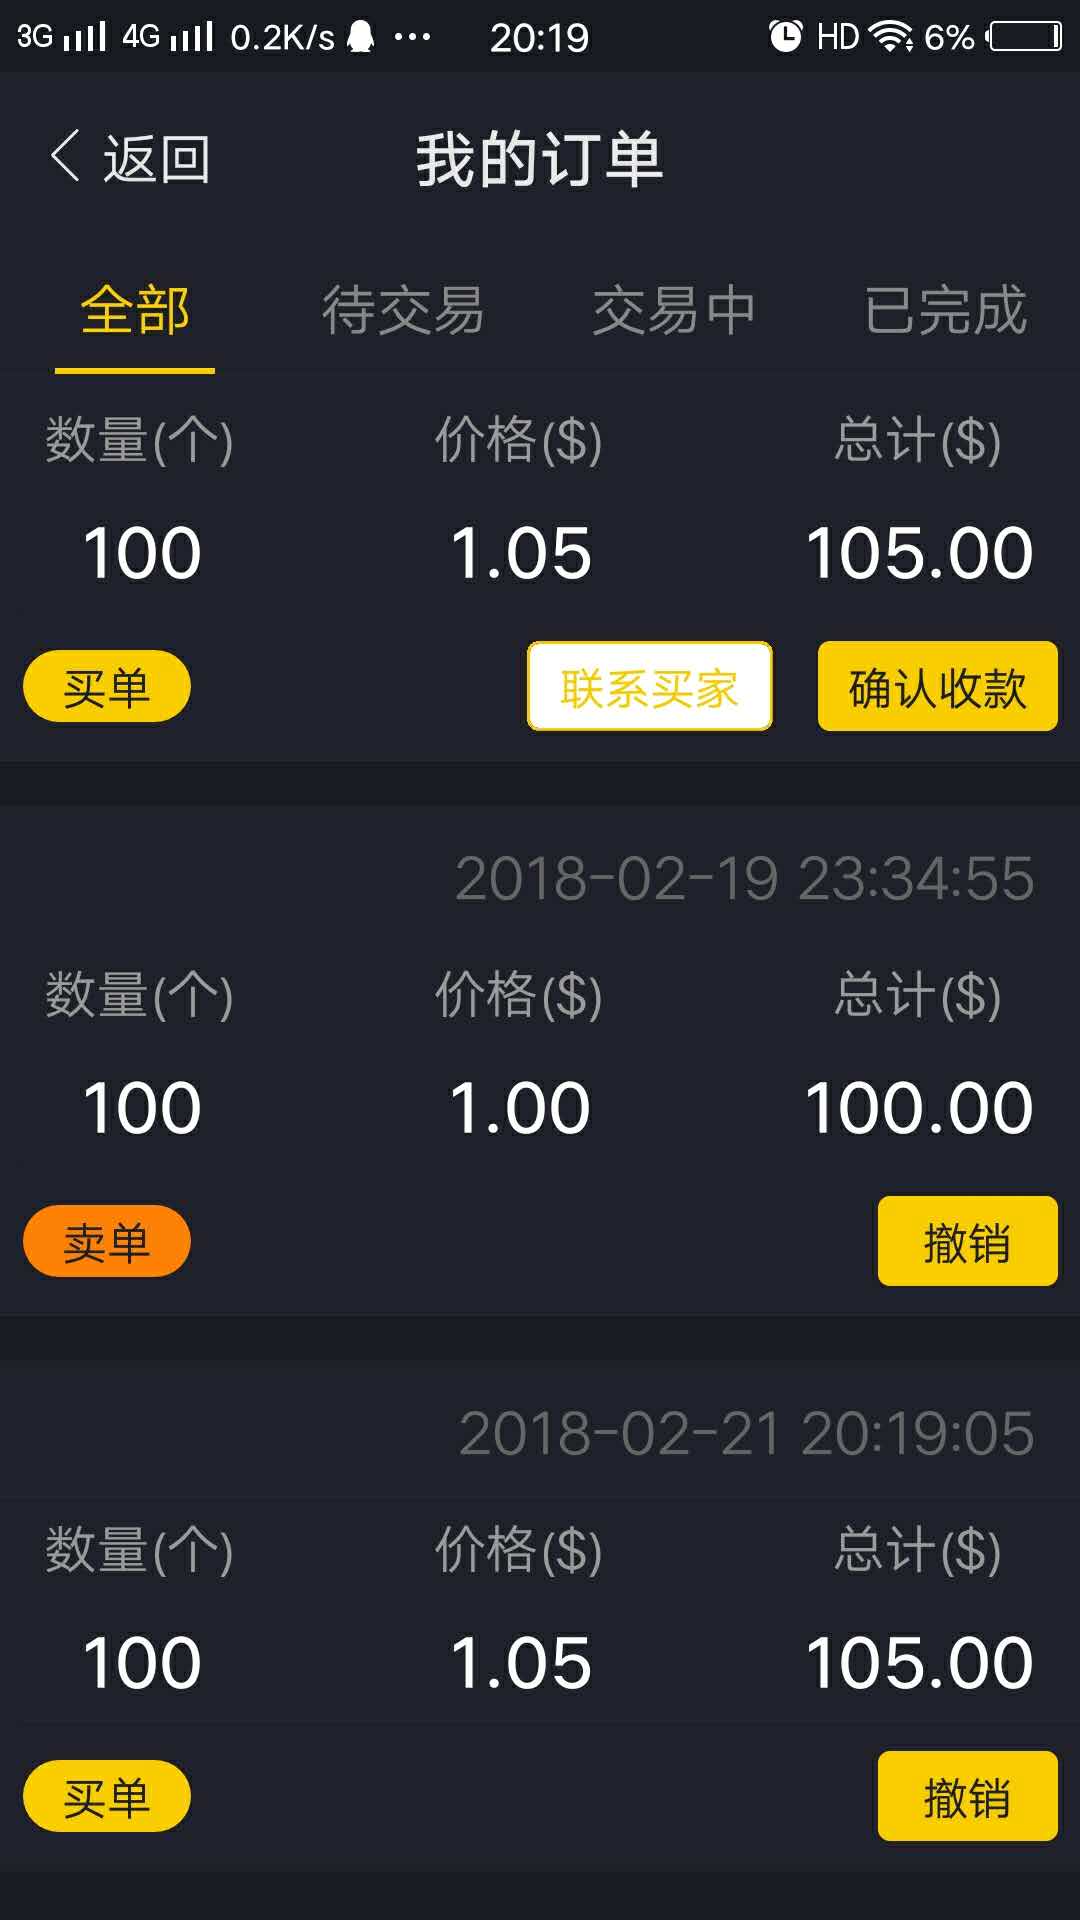 3G 4G 0.2K/s ··· 20:19 HD 6%
返回 我的订单
全部 待交易 交易中 已完成
数量(个) 价格($) 总计($)
100 1.05 105.00
买单 联系买家 确认收款
2018-02-19 23:34:55
数量(个) 价格($) 总计($)
100 1.00 100.00
卖单 撤销
2018-02-21 20:19:05
数量(个) 价格($) 总计($)
100 1.05 105.00
买单 撤销